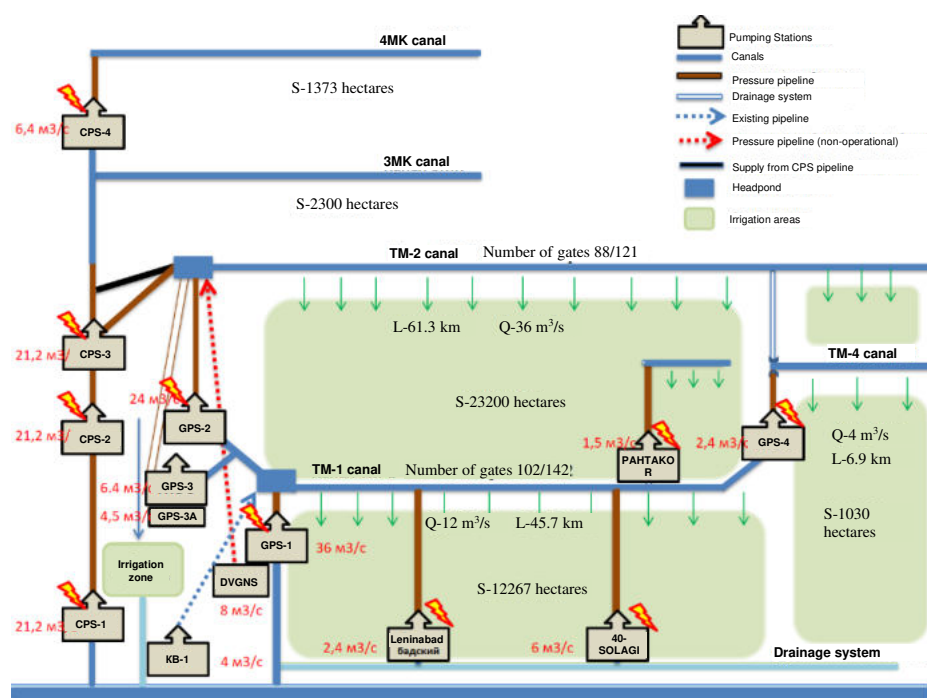 4MK canal
S-1373 hectares
6,4 м3/с
CPS-4
3MK canal
S-2300 hectares
Pumping Stations
Canals
Pressure pipeline
Drainage system
Existing pipeline
Pressure pipeline (non-operational)
Supply from CPS pipeline
Headpond
Irrigation areas
TM-2 canal
Number of gates 88/121
L-61.3 km
Q-36 m³/s
CPS-3
21,2 м3/
TM-4 canal
S-23200 hectares
24 м3/с
GPS-2
CPS-2
21,2 м3/
1,5 м3/с
PAHTAKO
R
2,4 м3/с
GPS-4
Q-4 m³/s
L-6.9 km
TM-1 canal
Number of gates 102/142
6.4 м3/с
GPS-3
4,5 м3/
GPS-3A
Q-12 m³/s
L-45.7 km
S-1030
hectares
GPS-1
36 м3/с
Irrigation
zone
DVGNS
8 м3/с
S-12267 hectares
CPS-1
21,2 м3
KB-1
4 м3/с
2,4 м3/с
Leninabad
бадский
6 м3/с
40-
SOLAGI
Drainage system